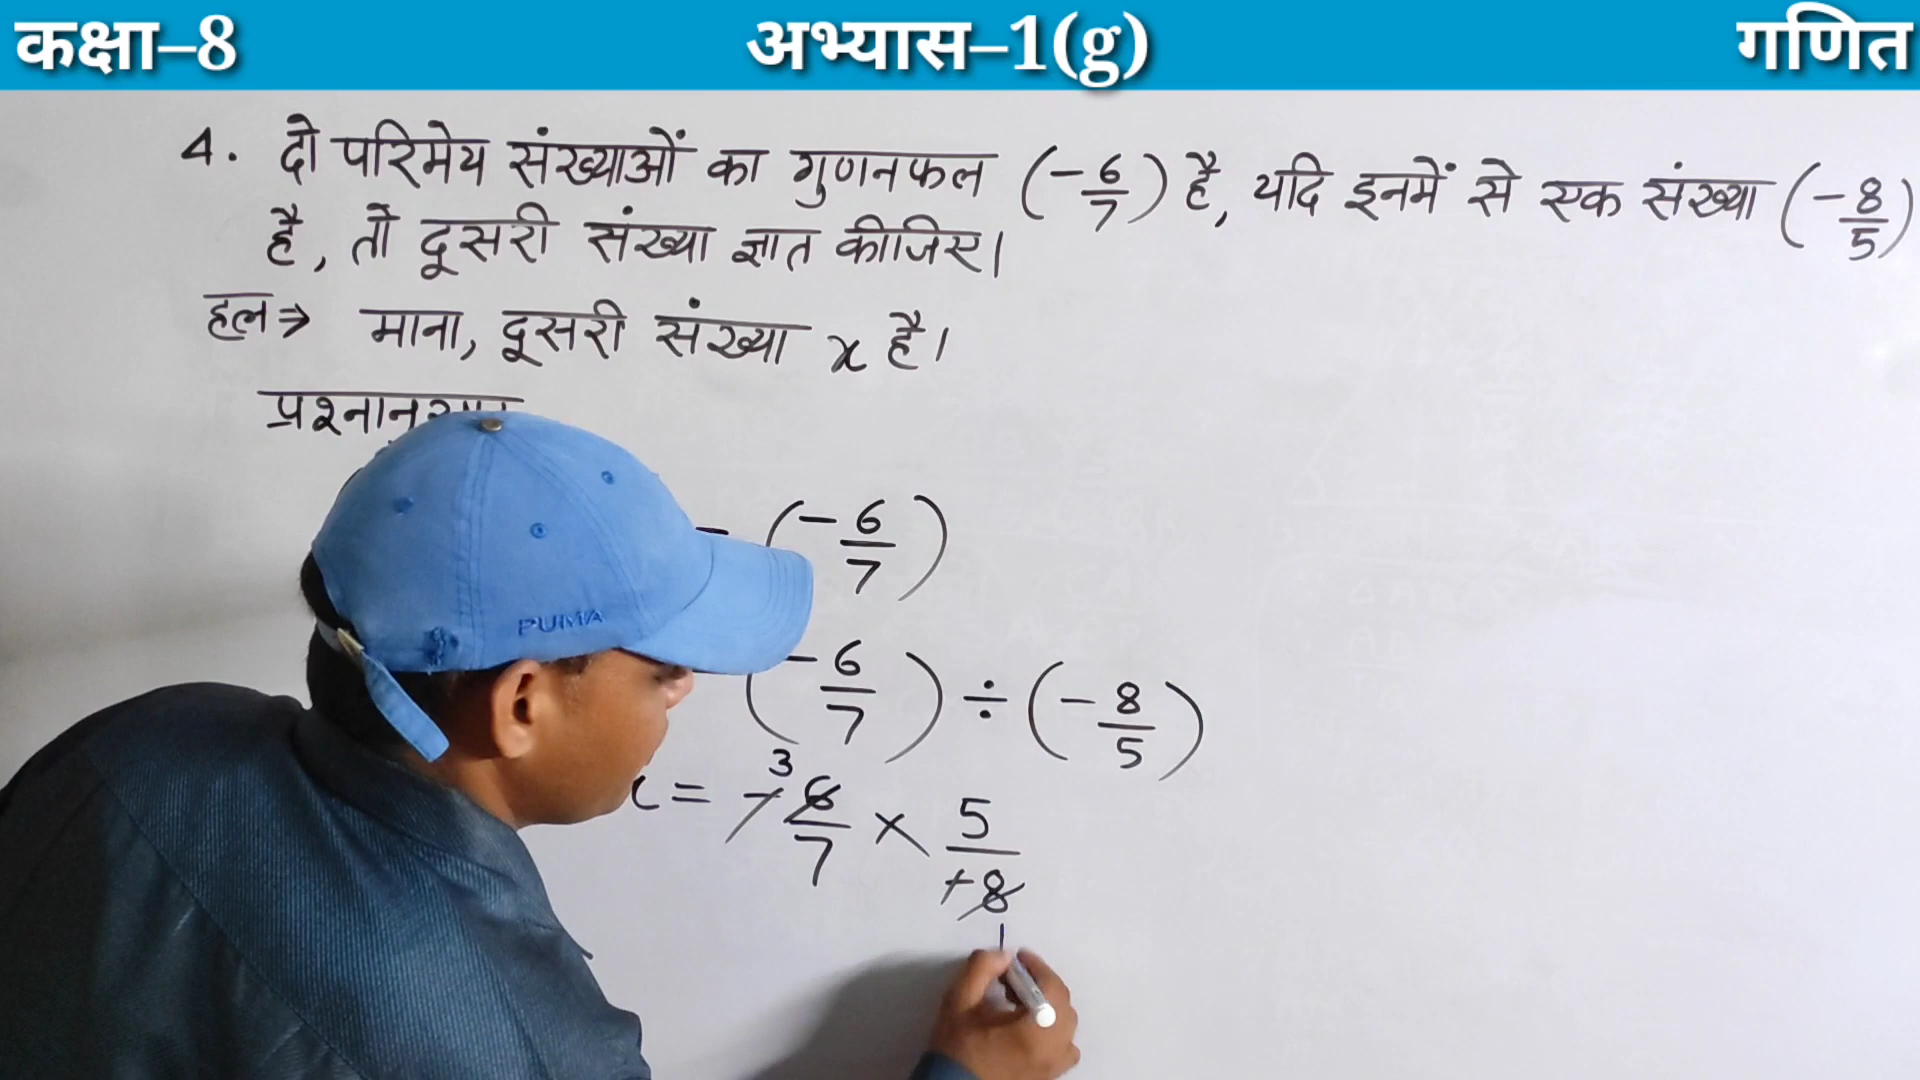 कक्षा–8 अभ्यास–1(g) गणित
4. दो परिमेय संख्याओं का गुणनफल (-6/7) है, यदि इनमें से एक संख्या (-8/5)
है, तो दूसरी संख्या ज्ञात कीजिए।
हल⇒ माना, दूसरी संख्या x है।
= (-6/7)
(-6/7) ÷ (-8/5)
x = -6/7 × 5/-8
3
PUMA